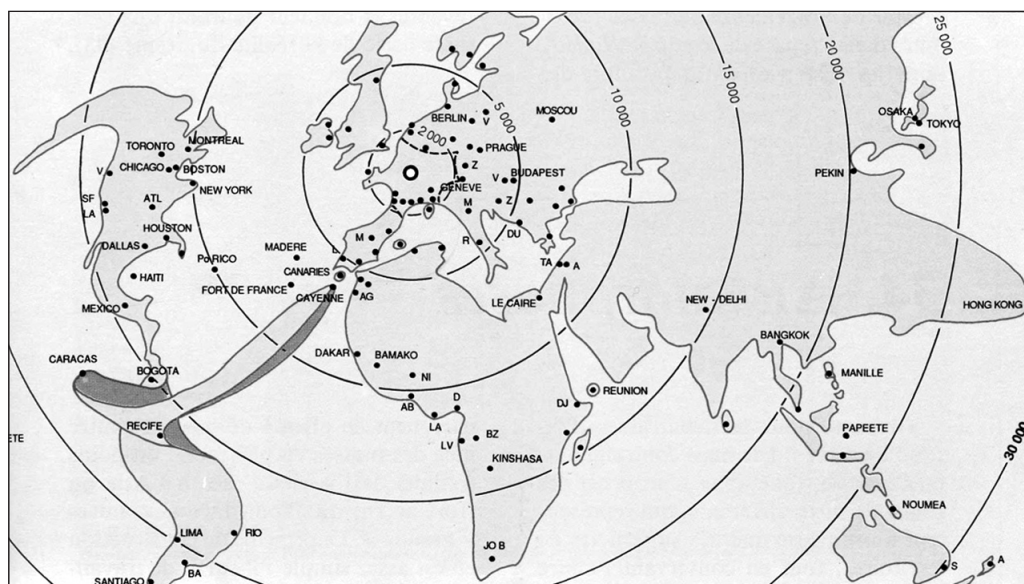 25 000
20 000
15 000
10 000
5 000
2 000
30 000
MOSCOU
BERLIN
V
PRAGUE
Z
GENEVE
V
BUDAPEST
Z
M
R
DU
TA
A
LE CAIRE
OSAKA
TOKYO
PEKIN
NEW - DELHI
HONG KONG
BANGKOK
MANILLE
PAPEETE
NOUMEA
S
A
TORONTO
MONTREAL
CHICAGO
BOSTON
V
NEW YORK
SF
LA
ATL
HOUSTON
DALLAS
Po RICO
HAITI
MEXICO
MADERE
L
M
CANARIES
FORT DE FRANCE
CAYENNE
AG
CARACAS
BOGOTA
RECIFE
ETE
DAKAR
BAMAKO
NI
AB
LA
D
LV
BZ
KINSHASA
DJ
REUNION
LIMA
RIO
BA
SANTIAGO
JO B